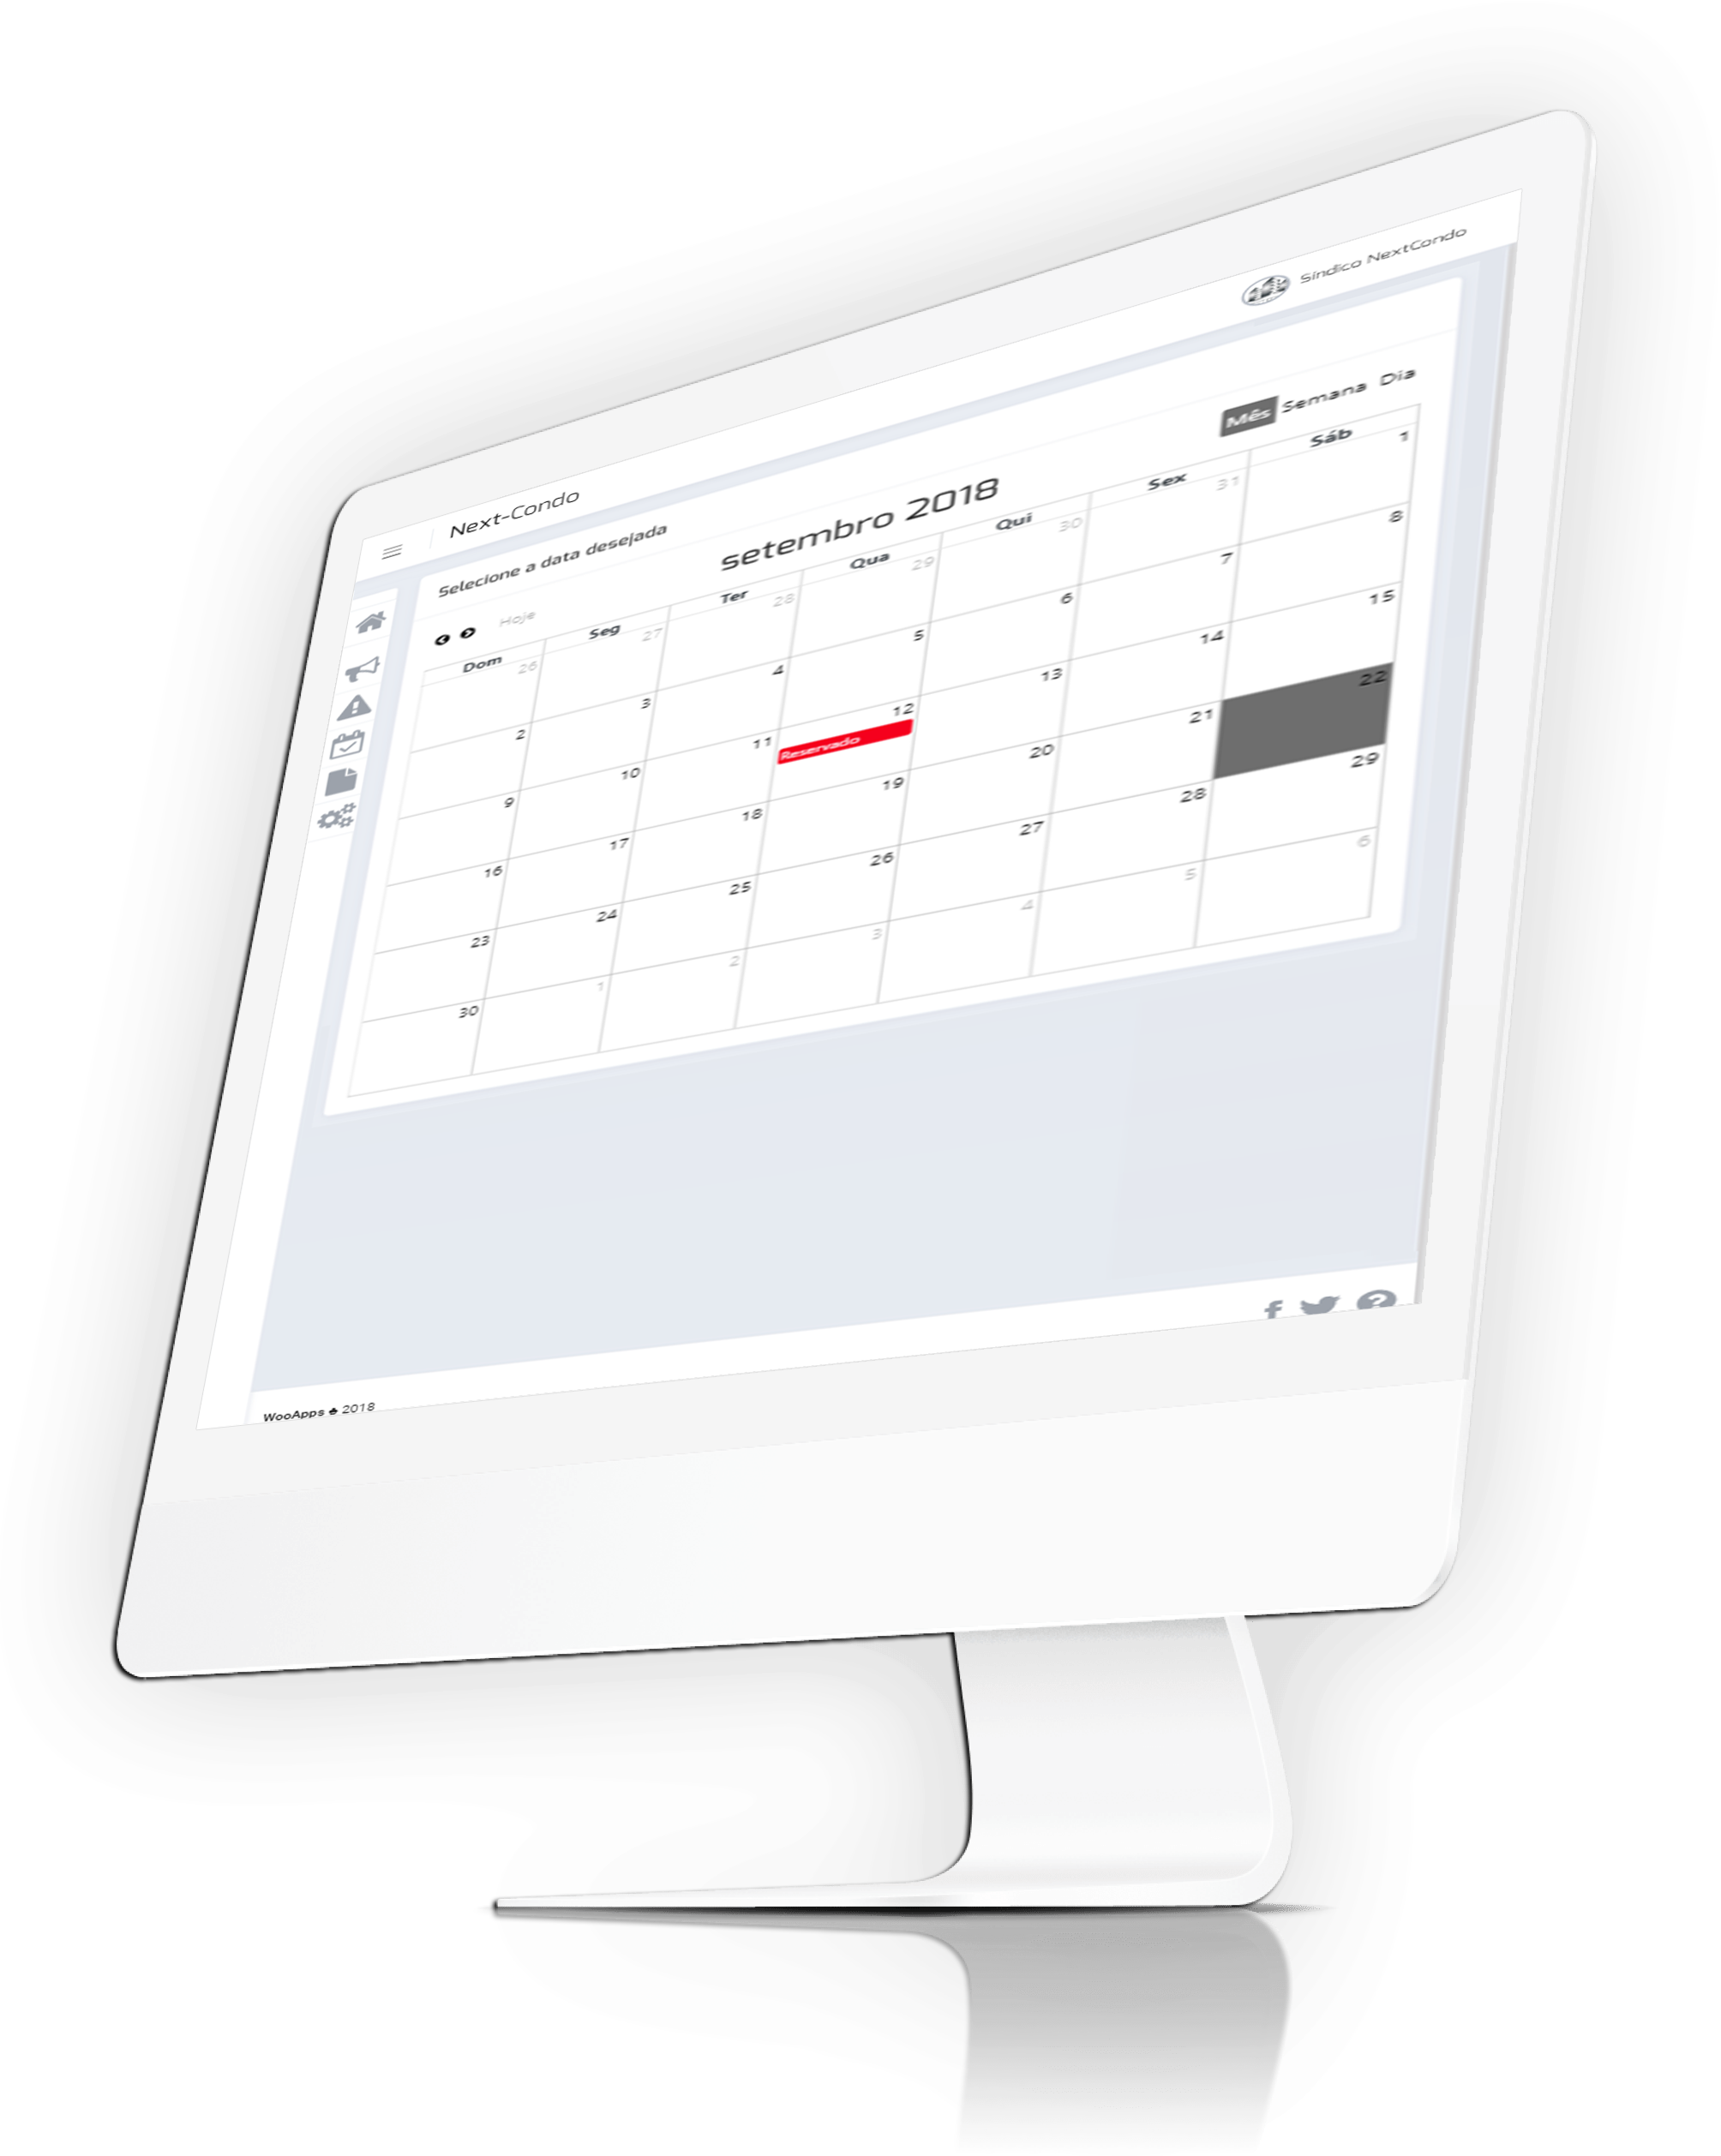 Next-Condo
Síndico NextCondo
Selecione a data desejada
Hoje
setembro 2018
Mês Semana Dia
Dom Seg Ter Qua Qui Sex Sáb
26 27 28 29 30 31 1
2 3 4 5 6 7 8
9 10 11 12 13 14 15
Reservado
16 17 18 19 20 21 22
23 24 25 26 27 28 29
30 1 2 3 4 5 6
WooApps ♣ 2018